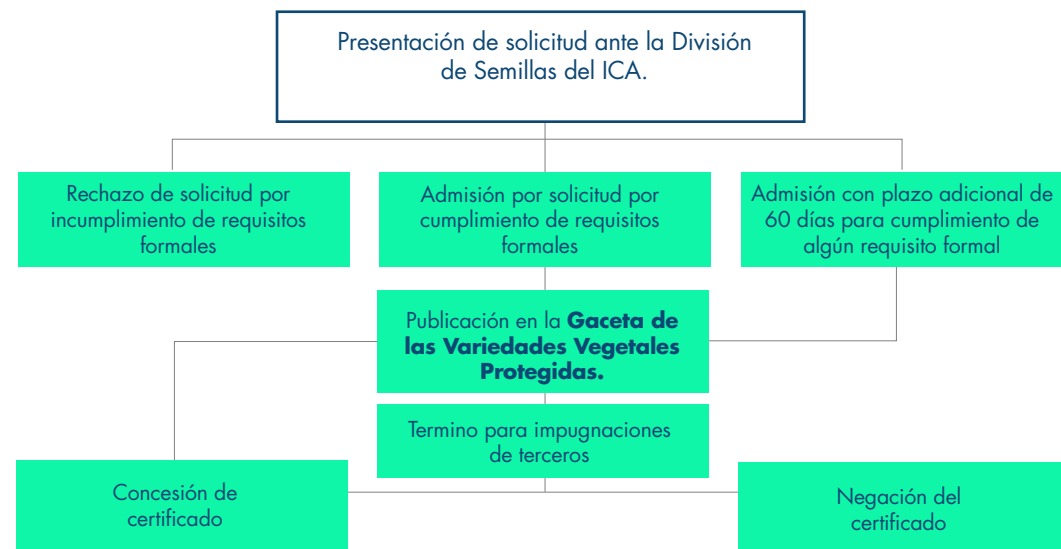 Presentación de solicitud ante la División
de Semillas del ICA.
Rechazo de solicitud por
incumplimiento de requisitos
formales
Admisión por solicitud por
cumplimiento de requisitos
formales
Admisión con plazo adicional de
60 días para cumplimiento de
algún requisito formal
Publicación en la Gaceta de
las Variedades Vegetales
Protegidas.
Termino para impugnaciones
de terceros
Concesión de
certificado
Negación del
certificado